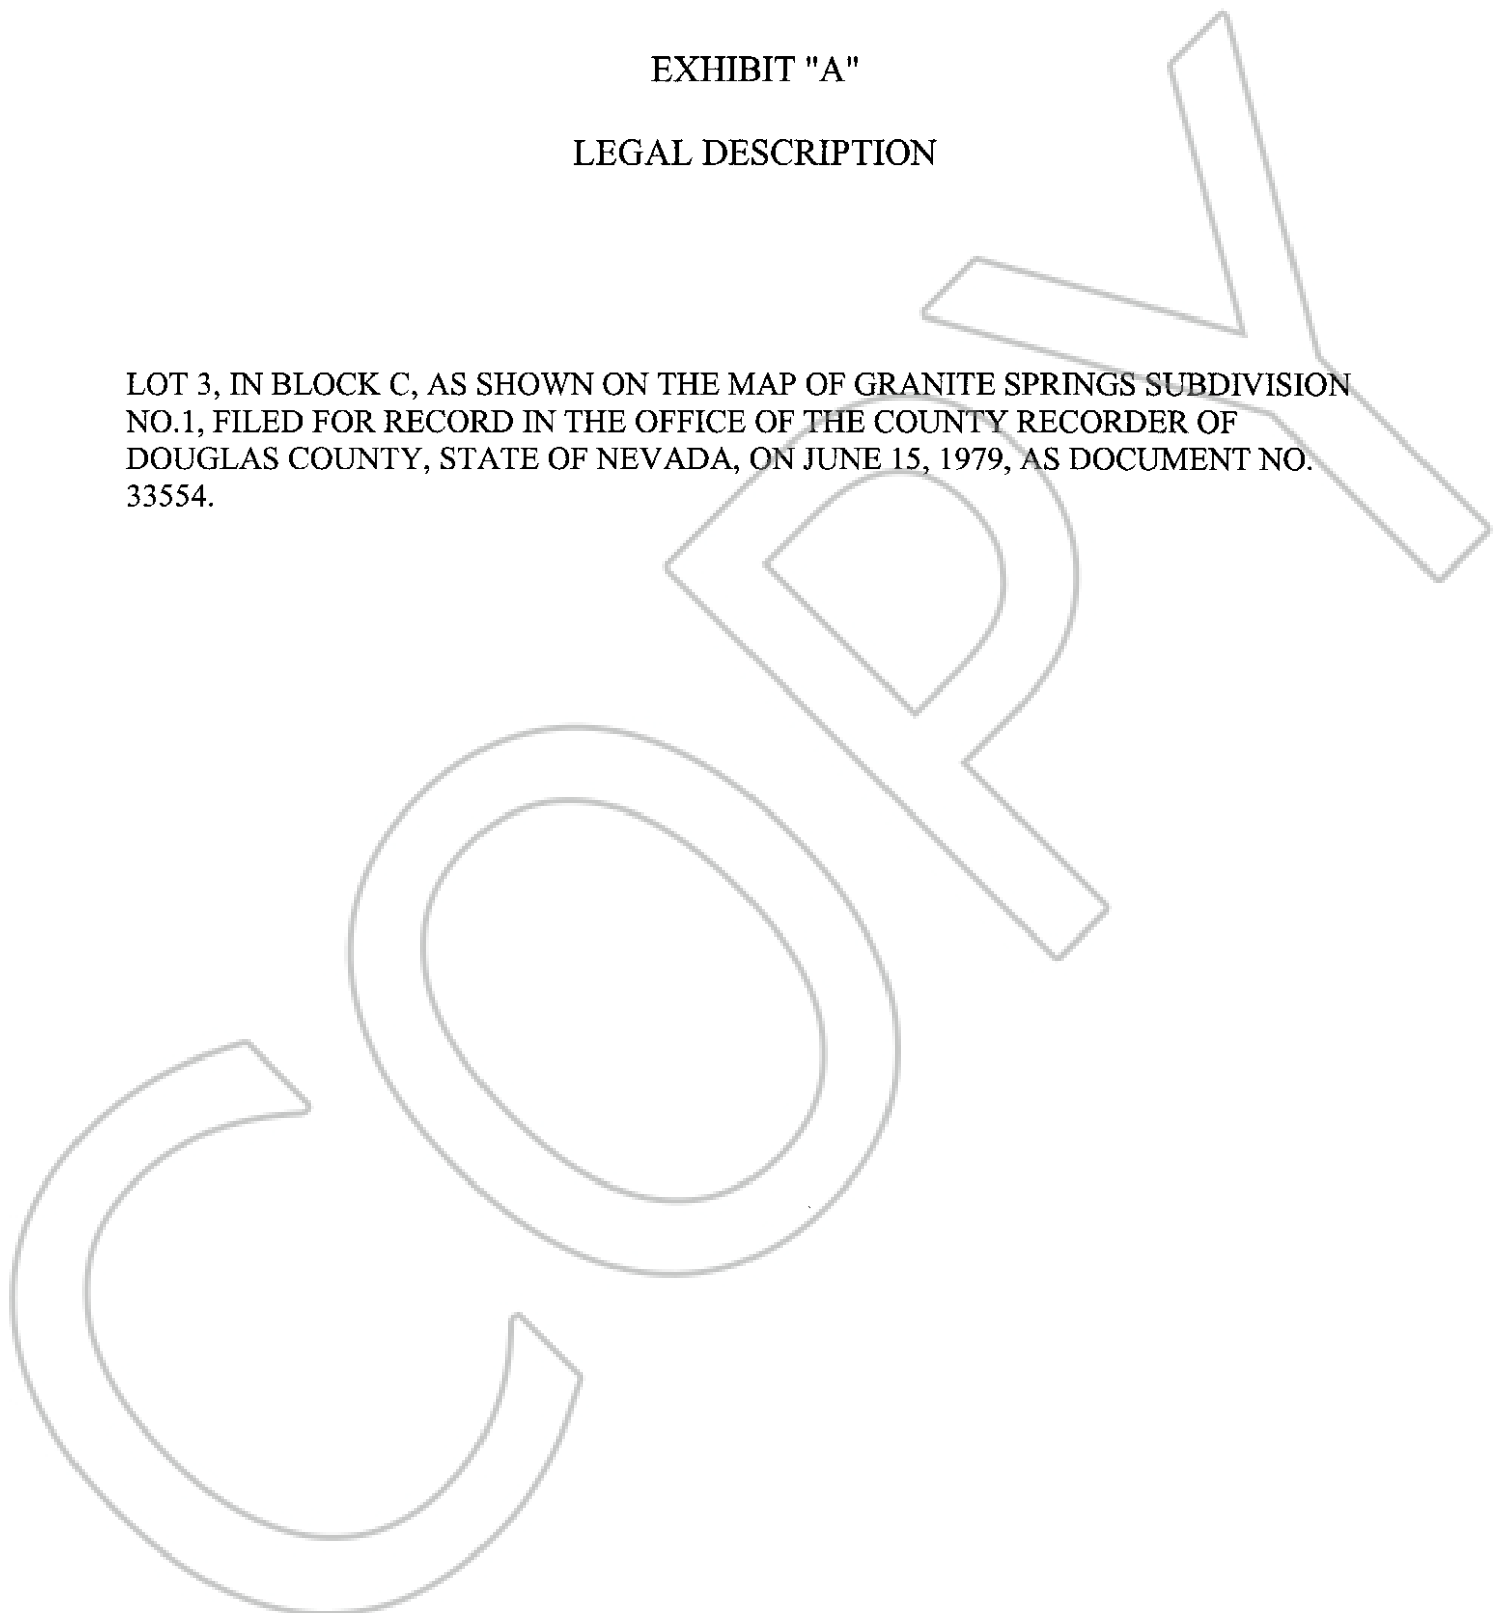 EXHIBIT "A"
LEGAL DESCRIPTION
LOT 3, IN BLOCK C, AS SHOWN ON THE MAP OF GRANITE SPRINGS SUBDIVISION
NO.1, FILED FOR RECORD IN THE OFFICE OF THE COUNTY RECORDER OF
DOUGLAS COUNTY, STATE OF NEVADA, ON JUNE 15, 1979, AS DOCUMENT NO.
33554.
COPY